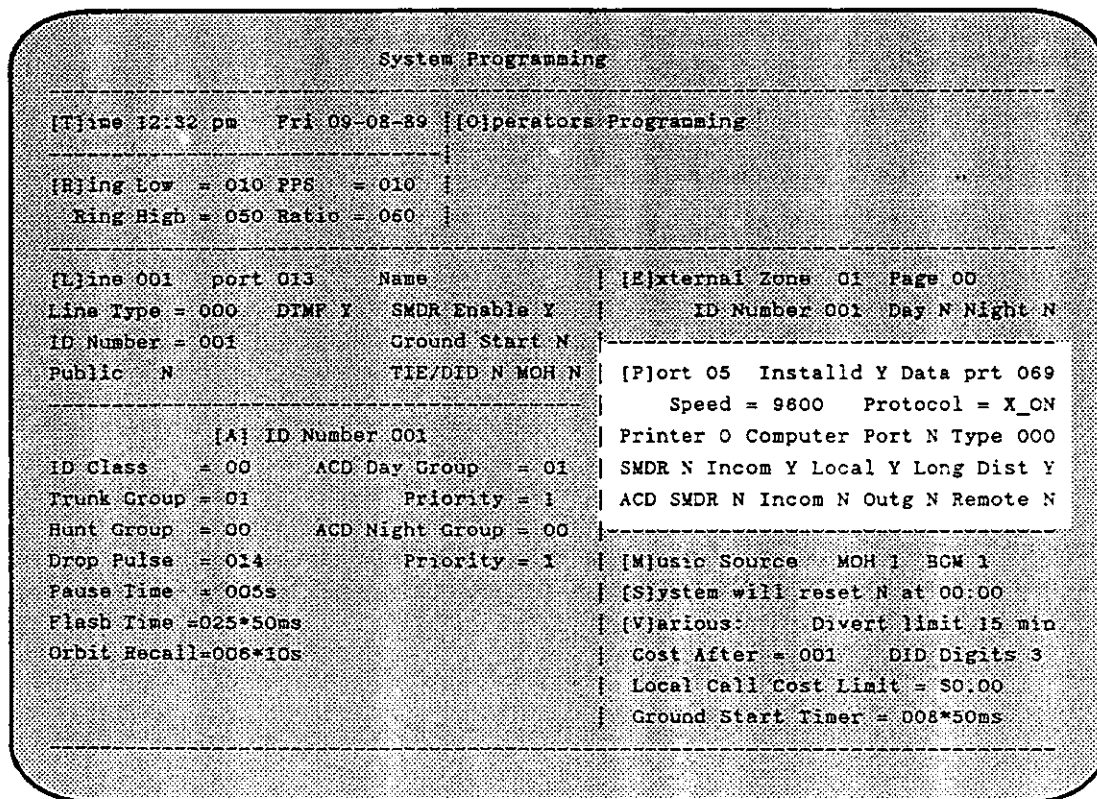 System Programming
[T]ime 12:32 pm Fri 09-08-89 [O]perators Programming
[R]ing Low = 010 PPS = 010
Ring High = 050 Ratio = 060
[L]ine 001 port 013 Name
Line Type = 000 DTMF Y SMDR Enable Y
ID Number = 001 Ground Start N
Public N TIE/DID N MOH N
[A] ID Number 001
ID Class = 00 ACD Day Group = 01
Trunk Group = 01 Priority = 1
Hunt Group = 00 ACD Night Group = 00
Drop Pulse = 014 Priority = 1
Pause Time = 005s
Flash Time =025*50ms
Orbit Recall=006*10s
[E]xternal Zone 01 Page 00
ID Number 001 Day N Night N
[P]ort 05 Installd Y Data prt 069
Speed = 9600 Protocol = X_ON
Printer 0 Computer Port N Type 000
SMDR N Incom Y Local Y Long Dist Y
ACD SMDR N Incom N Outg N Remote N
[M]usic Source MOH 1 BGM 1
[S]ystem will reset N at 00:00
[V]arious: Divert limit 15 min
Cost After = 001 DID Digits 3
Local Call Cost Limit = $0.00
Ground Start Timer = 008*50ms